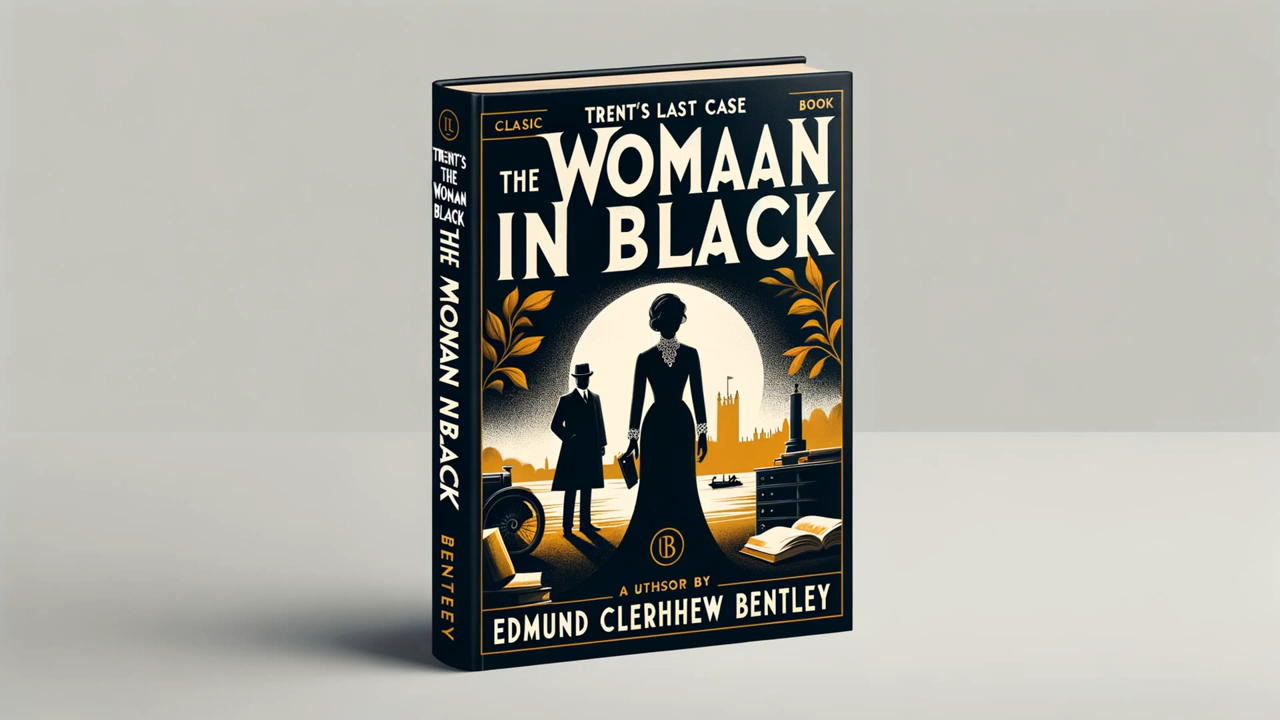 CLASIC
TRENT'S LAST CASE
BOOK
THE WOMAAN
IN BLACK
B
A UTHSOR BY
EDMUND CLERHHEW BENTLEY
TRENT'S
THE
WOMAN
BLACK
THE MONAN NBACK
BENTEEY